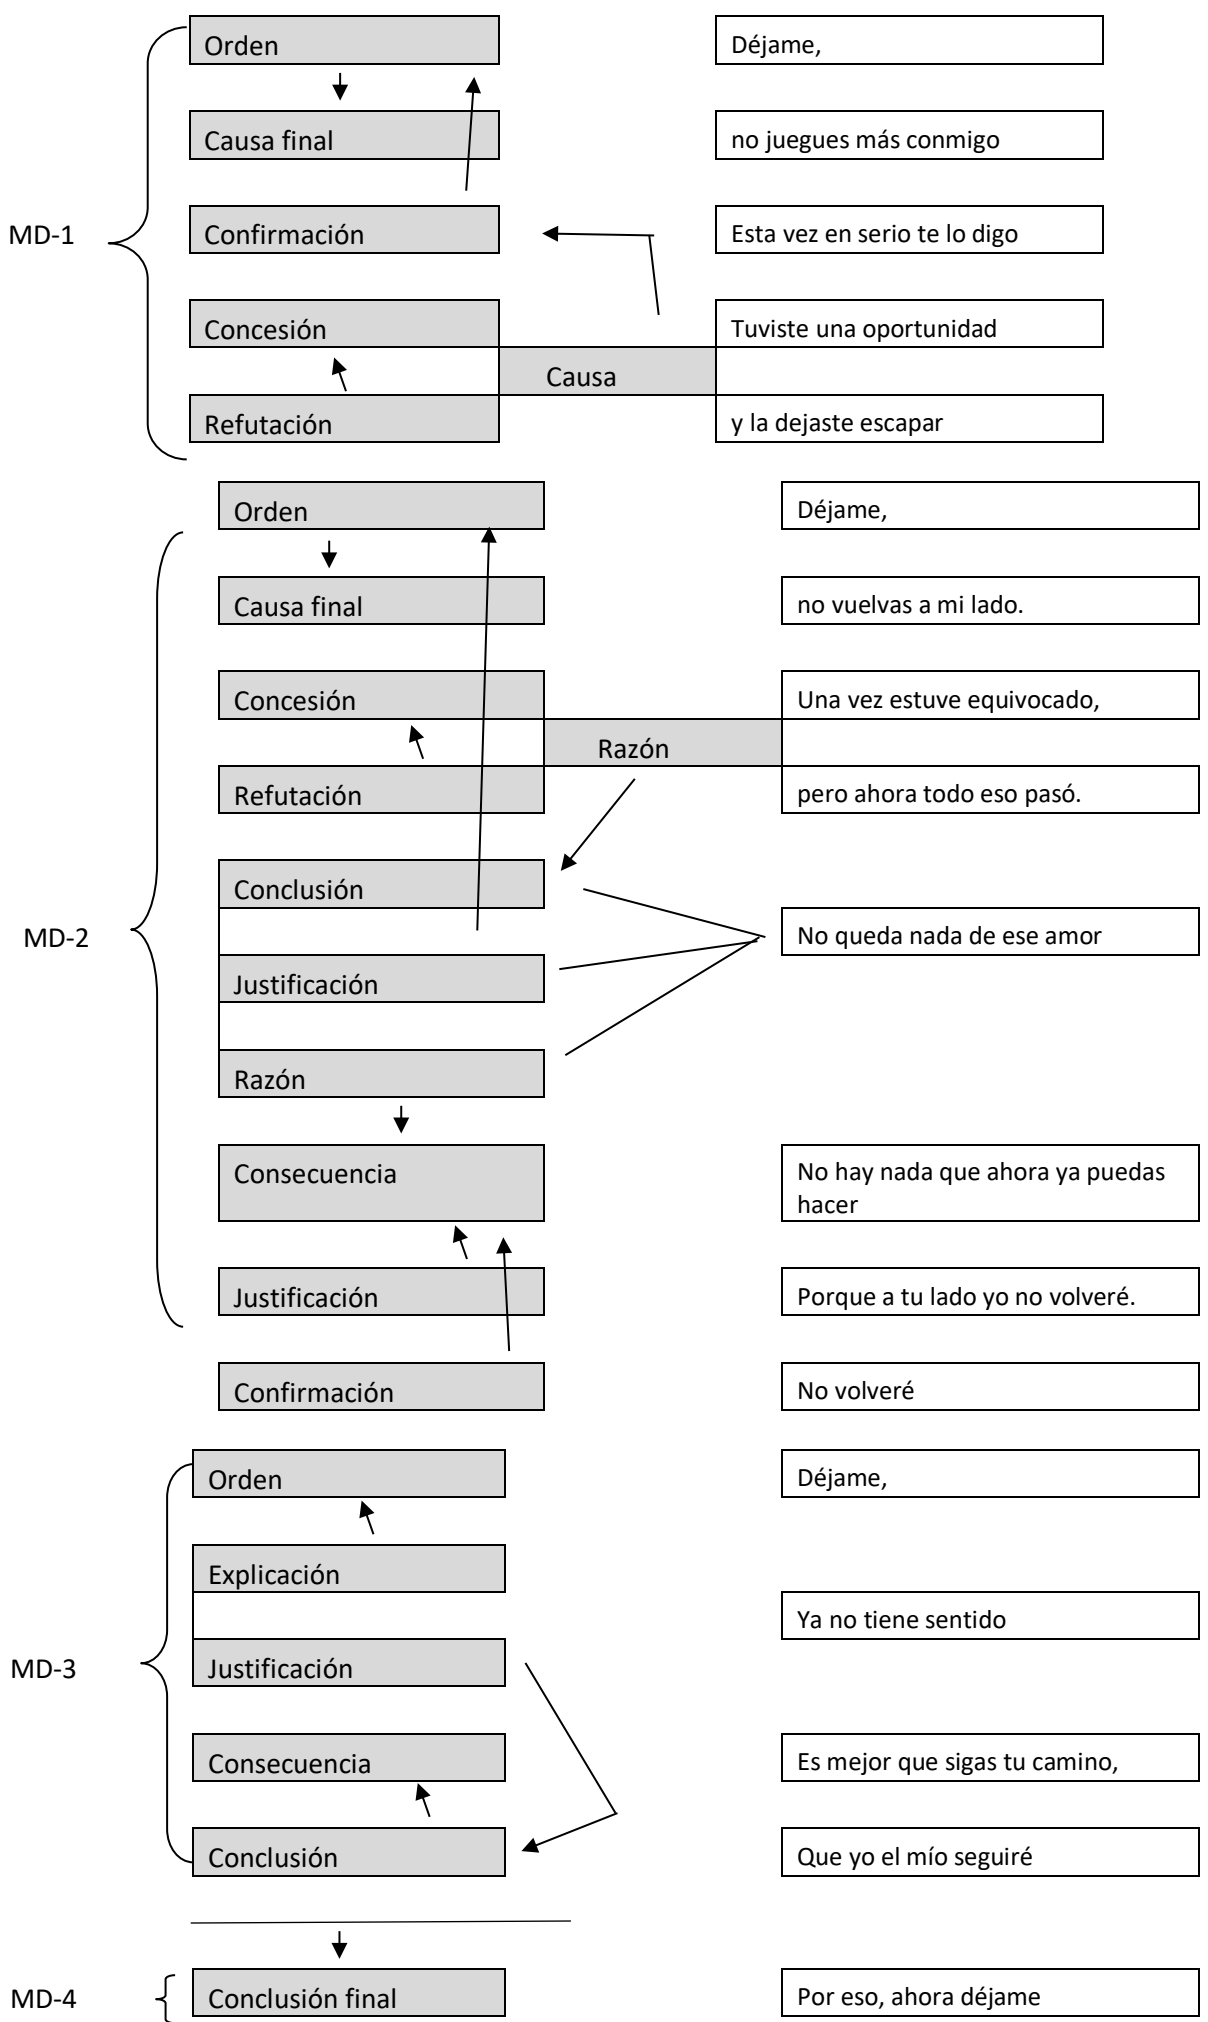 Orden
Déjame,
Causa final
no juegues más conmigo
MD-1
Confirmación
Esta vez en serio te lo digo
Concesión
Tuviste una oportunidad
Causa
Refutación
y la dejaste escapar
Orden
Déjame,
Causa final
no vuelvas a mi lado.
Concesión
Una vez estuve equivocado,
Razón
Refutación
pero ahora todo eso pasó.
Conclusión
MD-2
No queda nada de ese amor
Justificación
Razón
Consecuencia
No hay nada que ahora ya puedas
hacer
Justificación
Porque a tu lado yo no volveré.
Confirmación
No volveré
Orden
Déjame,
Explicación
Ya no tiene sentido
MD-3
Justificación
Consecuencia
Es mejor que sigas tu camino,
Conclusión
Que yo el mío seguiré
MD-4
Conclusión final
Por eso, ahora déjame